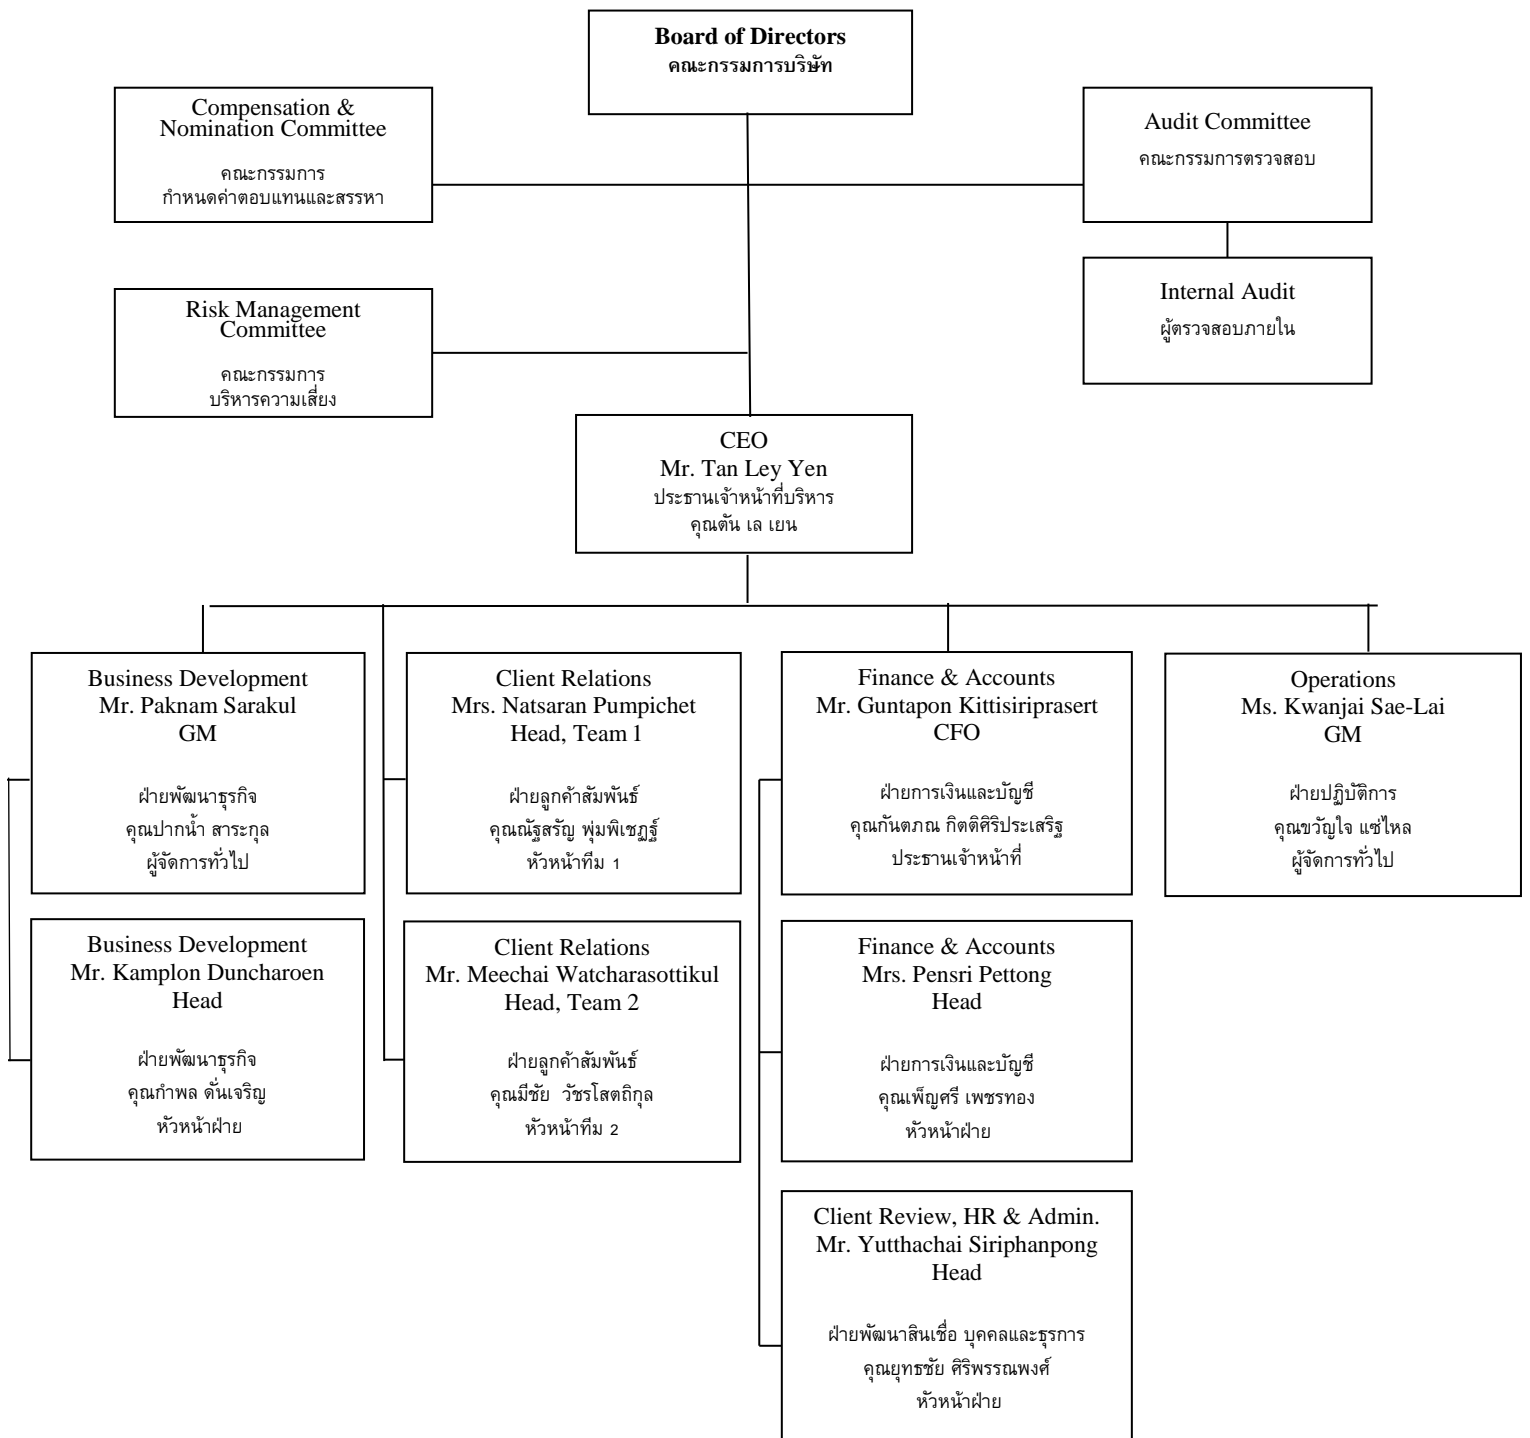 Board of Directors
คณะกรรมการบริษัท
Compensation &
Nomination Committee
คณะกรรมการ
กำหนดค่าตอบแทนและสรรหา
Audit Committee
คณะกรรมการตรวจสอบ
Internal Audit
ผู้ตรวจสอบภายใน
Risk Management
Committee
คณะกรรมการ
บริหารความเสี่ยง
CEO
Mr. Tan Ley Yen
ประธานเจ้าหน้าที่บริหาร
คุณตัน เล เยน
Business Development
Mr. Paknam Sarakul
GM
ฝ่ายพัฒนาธุรกิจ
คุณปากน้ำ สาระกุล
ผู้จัดการทั่วไป
Client Relations
Mrs. Natsaran Pumpichet
Head, Team 1
ฝ่ายลูกค้าสัมพันธ์
คุณณัฐสรัญ พุ่มพิเชฏฐ์
หัวหน้าทีม 1
Finance & Accounts
Mr. Guntapon Kittisiriprasert
CFO
ฝ่ายการเงินและบัญชี
คุณกันตภณ กิตติศิริประเสริฐ
ประธานเจ้าหน้าที่
Operations
Ms. Kwanjai Sae-Lai
GM
ฝ่ายปฏิบัติการ
คุณขวัญใจ แซ่ไหล
ผู้จัดการทั่วไป
Business Development
Mr. Kamplon Duncharoen
Head
ฝ่ายพัฒนาธุรกิจ
คุณกำพล ดั่นเจริญ
หัวหน้าฝ่าย
Client Relations
Mr. Meechai Watcharasottikul
Head, Team 2
ฝ่ายลูกค้าสัมพันธ์
คุณมีชัย  วัชรโสตถิกุล
หัวหน้าทีม 2
Finance & Accounts
Mrs. Pensri Pettong
Head
ฝ่ายการเงินและบัญชี
คุณเพ็ญศรี เพชรทอง
หัวหน้าฝ่าย
Client Review, HR & Admin.
Mr. Yutthachai Siriphanpong
Head
ฝ่ายพัฒนาสินเชื่อ บุคคลและธุรการ
คุณยุทธชัย ศิริพรรณพงศ์
หัวหน้าฝ่าย